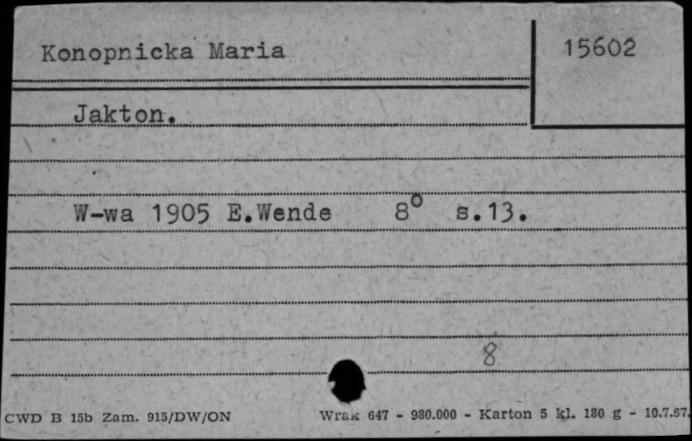 Konopnicka Maria
15602
Jakton.
W-wa 1905 E.Wende 8° s.13.
8
CWD B 15b Zam. 915/DW/ON Wrak 647 - 980.000 - Karton 5 kl. 180 g - 10.7.67.